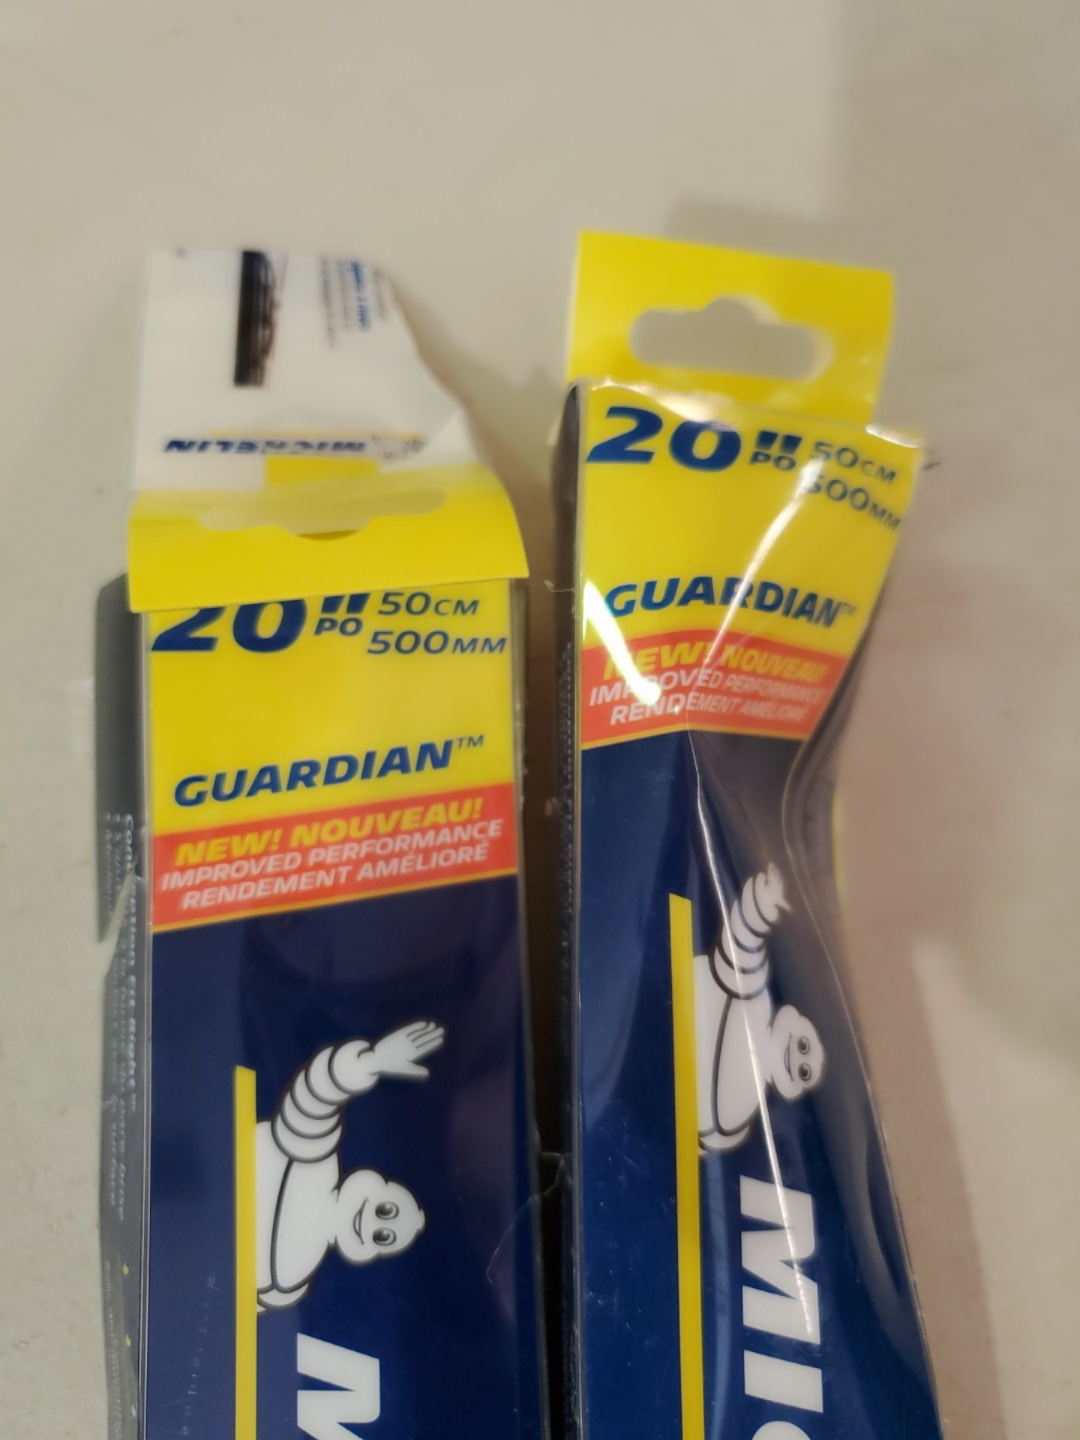 MICHELIN
20" PO 50CM
500MM
GUARDIAN™
NEW! NOUVEAU!
IMPROVED PERFORMANCE
RENDEMENT AMÉLIORÉ
M
20" PO 50CM
500MM
GUARDIAN™
NEW! NOUVEAU!
IMPROVED PERFORMANCE
RENDEMENT AMÉLIORÉ
MIC